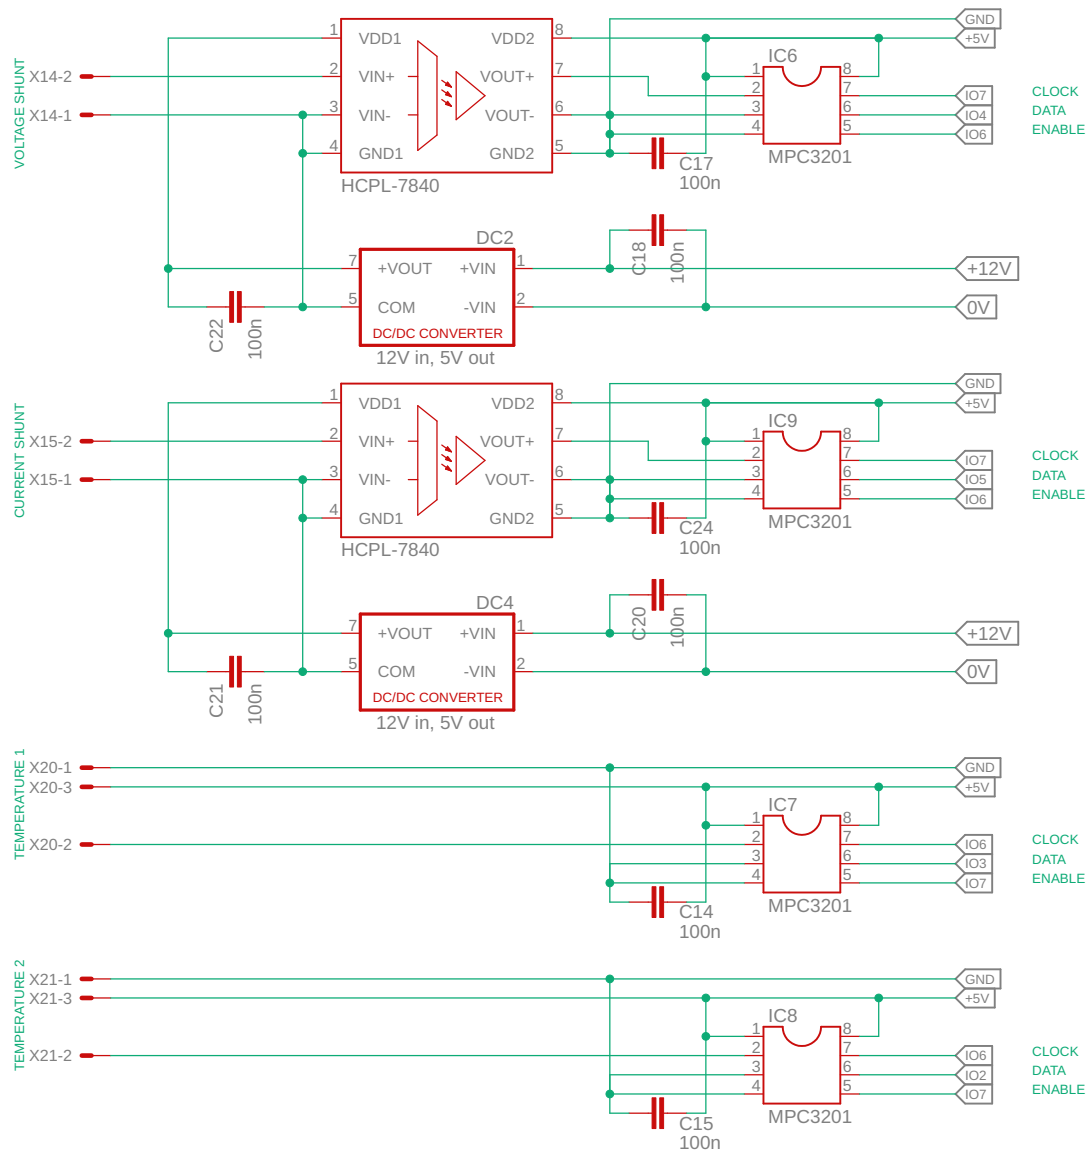 VOLTAGE SHUNT
X14-2
X14-1
1 VDD1 VDD2 8
2 VIN+ VOUT+ 7
3 VIN- VOUT- 6
4 GND1 GND2 5
HCPL-7840
GND
+5V
IC6
1 8
2 7 IO7 CLOCK
3 6 IO4 DATA
4 5 IO6 ENABLE
MPC3201
C17
100n
DC2
7 +VOUT +VIN 1
5 COM -VIN 2
DC/DC CONVERTER
12V in, 5V out
C18
100n
+12V
0V
C22
100n
CURRENT SHUNT
X15-2
X15-1
1 VDD1 VDD2 8
2 VIN+ VOUT+ 7
3 VIN- VOUT- 6
4 GND1 GND2 5
HCPL-7840
GND
+5V
IC9
1 8
2 7 IO7 CLOCK
3 6 IO5 DATA
4 5 IO6 ENABLE
MPC3201
C24
100n
DC4
7 +VOUT +VIN 1
5 COM -VIN 2
DC/DC CONVERTER
12V in, 5V out
C20
100n
+12V
0V
C21
100n
TEMPERATURE 1
X20-1
X20-3
X20-2
GND
+5V
IC7
1 8
2 7 IO6 CLOCK
3 6 IO3 DATA
4 5 IO7 ENABLE
MPC3201
C14
100n
TEMPERATURE 2
X21-1
X21-3
X21-2
GND
+5V
IC8
1 8
2 7 IO6 CLOCK
3 6 IO2 DATA
4 5 IO7 ENABLE
MPC3201
C15
100n